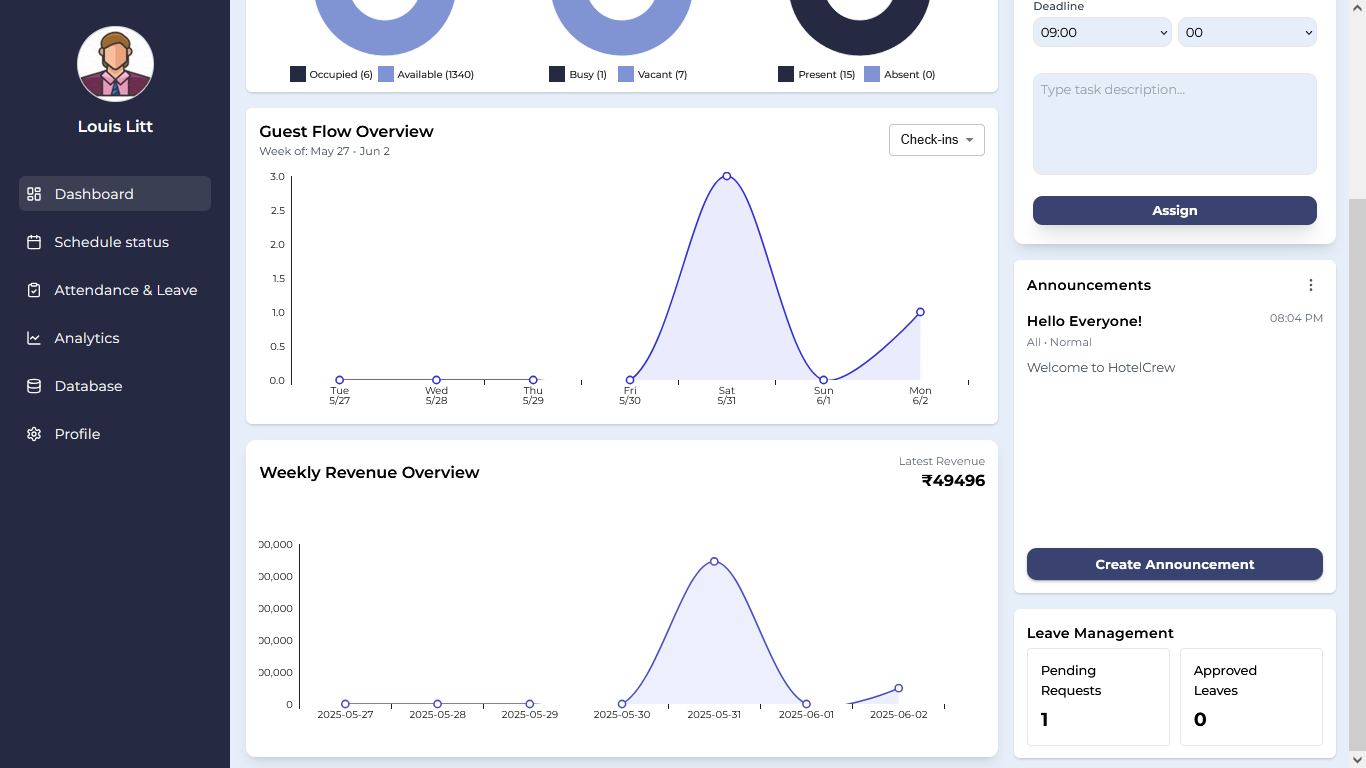 Louis Litt
Dashboard
Schedule status
Attendance & Leave
Analytics
Database
Profile
Occupied (6) Available (1340)
Busy (1) Vacant (7)
Present (15) Absent (0)
Guest Flow Overview
Week of: May 27 - Jun 2
Check-ins
3.0
2.5
2.0
1.5
1.0
0.5
0.0
Tue Wed Thu Fri Sat Sun Mon
5/27 5/28 5/29 5/30 5/31 6/1 6/2
Weekly Revenue Overview
Latest Revenue
₹49496
00,000
00,000
00,000
00,000
00,000
0
2025-05-27 2025-05-28 2025-05-29 2025-05-30 2025-05-31 2025-06-01 2025-06-02
Deadline
09:00 00
Type task description...
Assign
Announcements
Hello Everyone! 08:04 PM
All • Normal
Welcome to HotelCrew
Create Announcement
Leave Management
Pending
Requests
1
Approved
Leaves
0